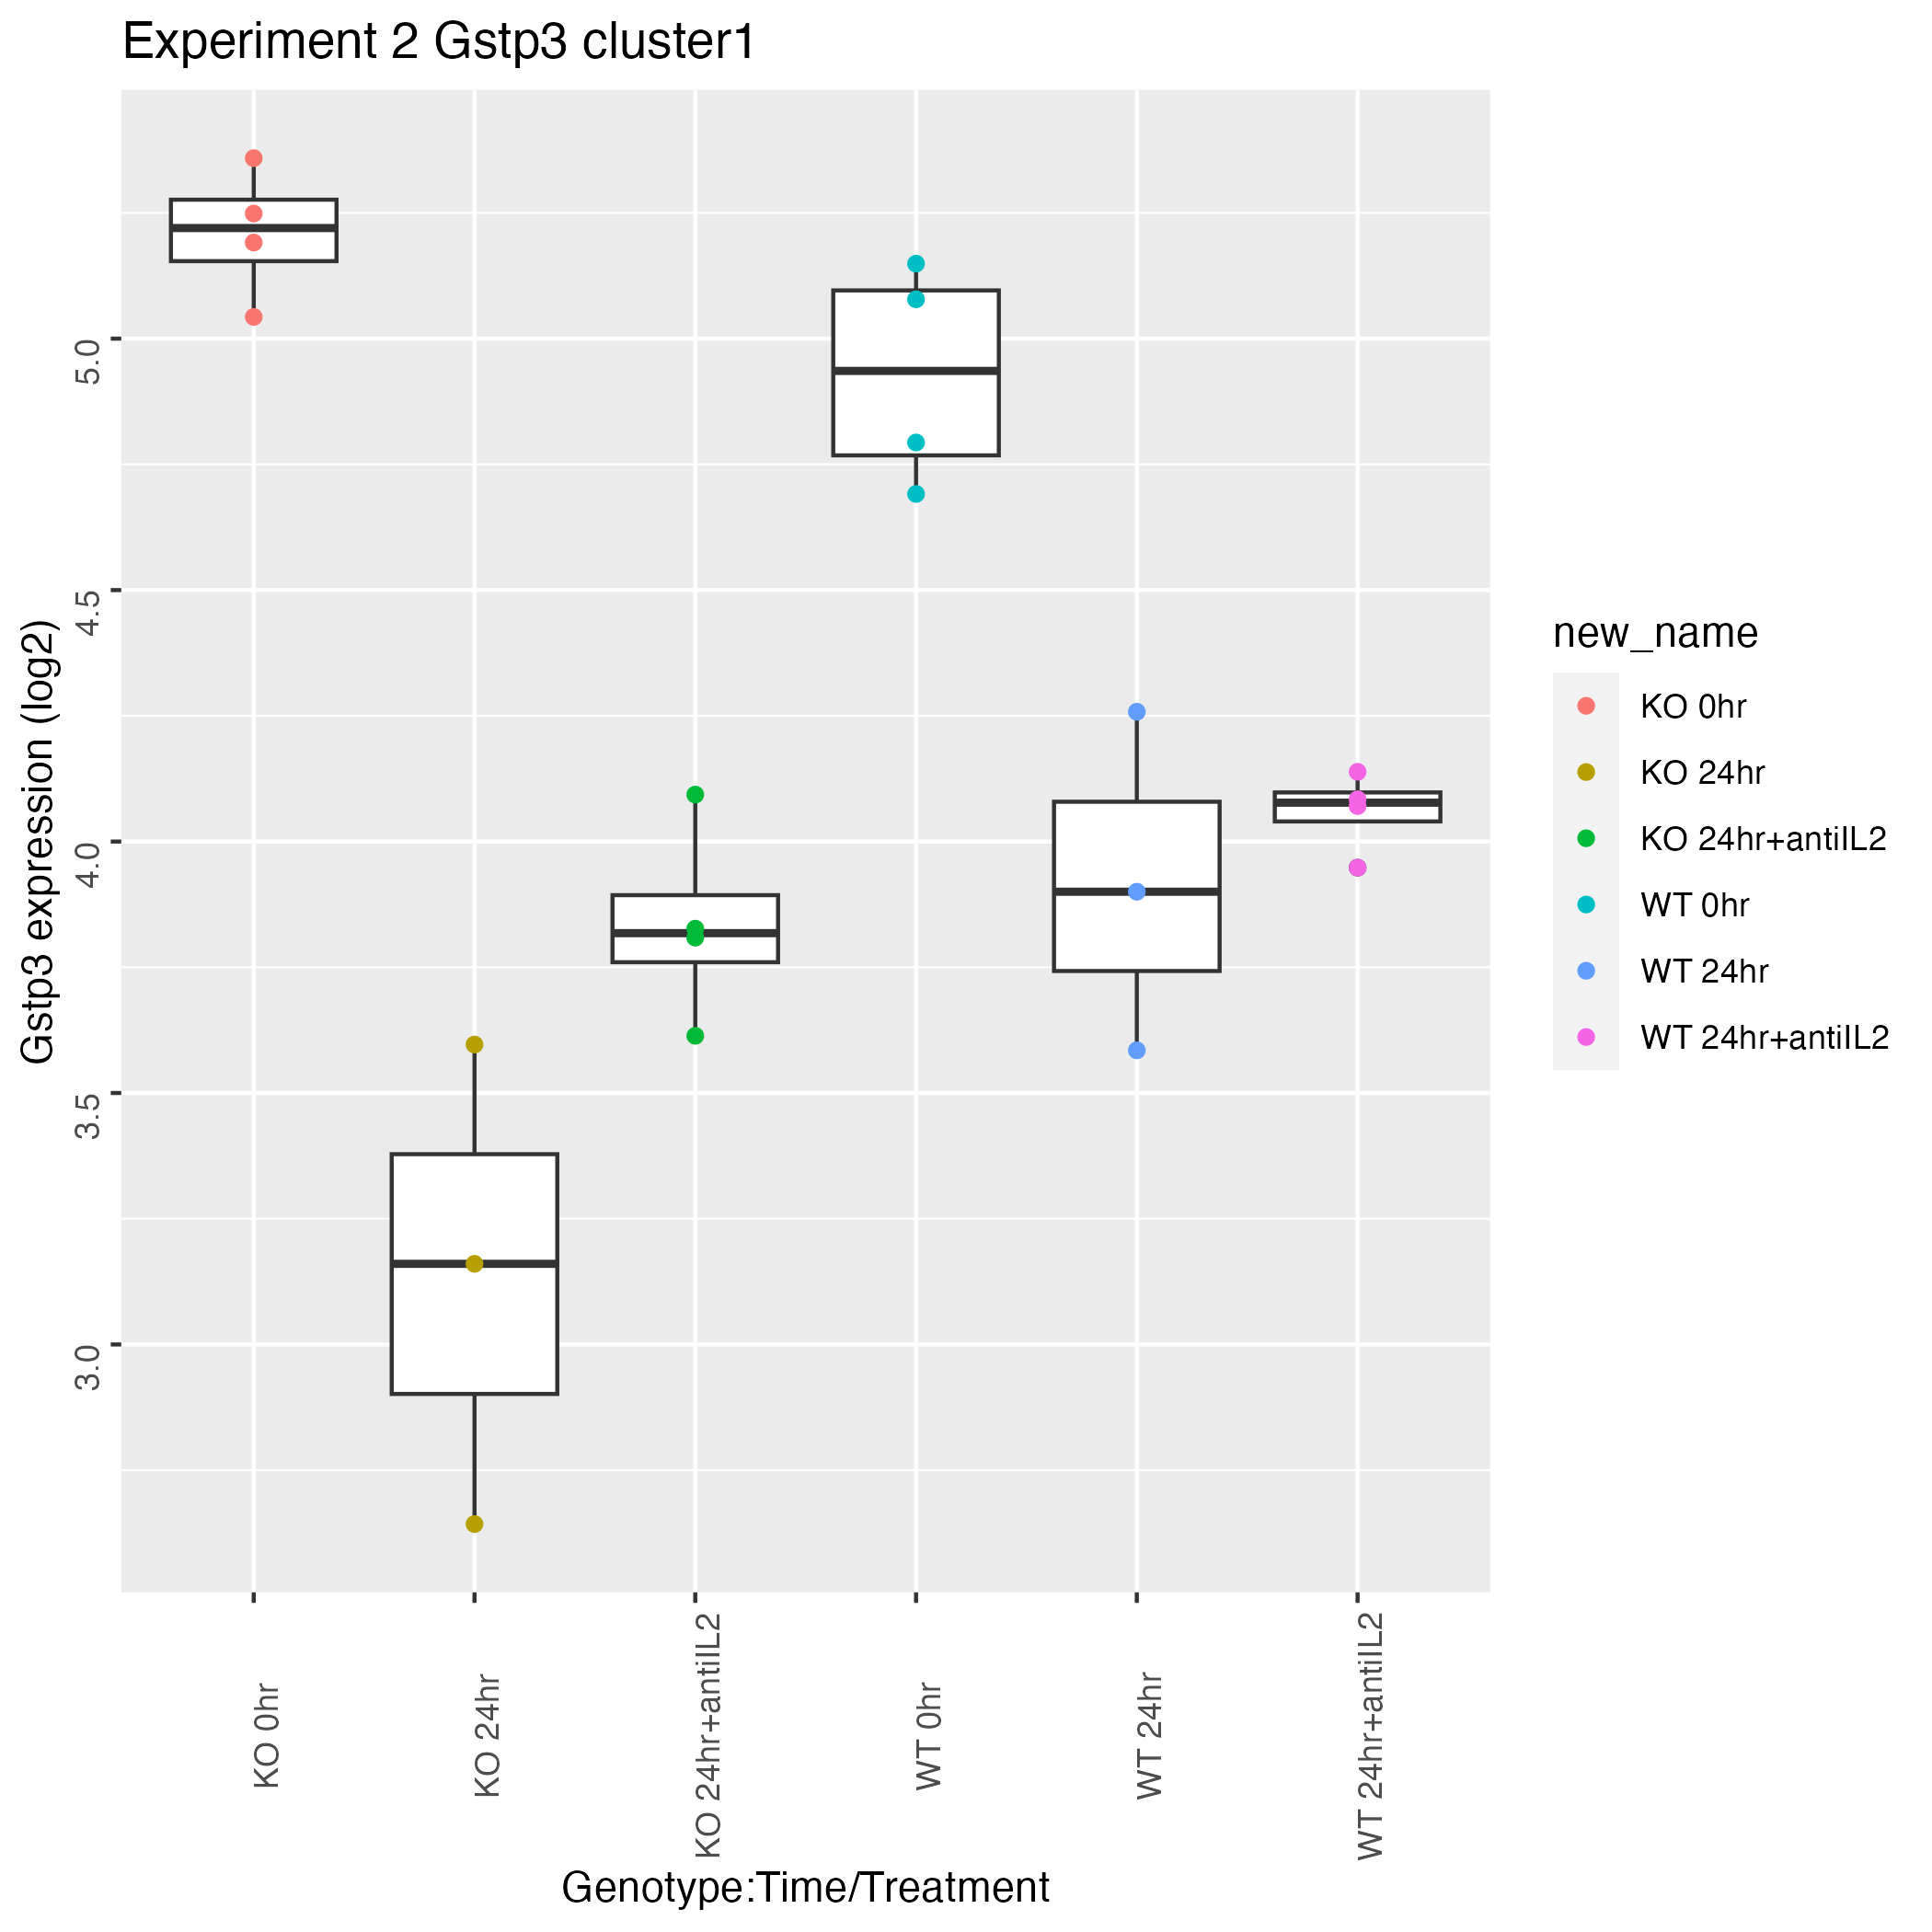 Experiment 2 Gstp3 cluster1
Gstp3 expression (log2)
5.0
4.5
4.0
3.5
3.0
KO 0hr
KO 24hr
KO 24hr+antiIL2
WT 0hr
WT 24hr
WT 24hr+antiIL2
Genotype:Time/Treatment
new_name
KO 0hr
KO 24hr
KO 24hr+antiIL2
WT 0hr
WT 24hr
WT 24hr+antiIL2